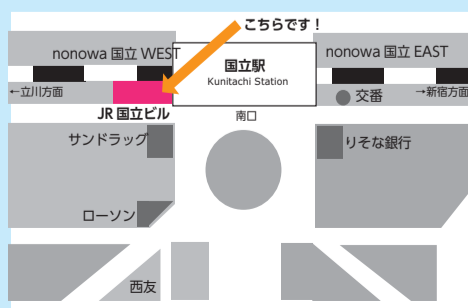 こちらです！
nonowa 国立 WEST
国立駅
Kunitachi Station
nonowa 国立 EAST
←立川方面
交番
→新宿方面
JR 国立ビル
南口
サンドラッグ
りそな銀行
ローソン
西友